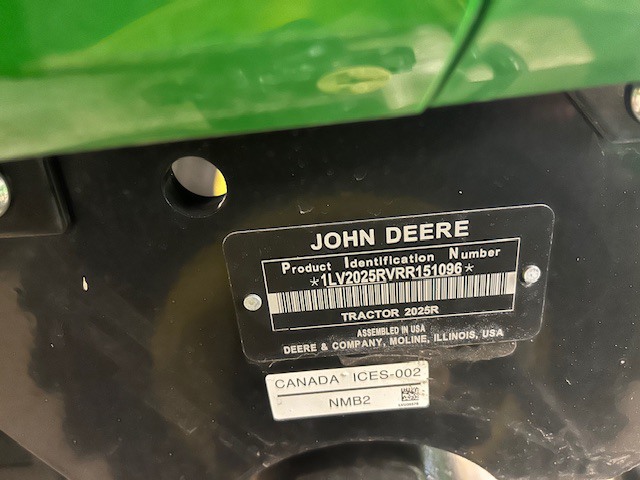 JOHN DEERE
Product Identification Number
*1LV2025RVRR151096*
TRACTOR 2025R
ASSEMBLED IN USA
DEERE & COMPANY, MOLINE, ILLINOIS, USA
CANADA ICES-002
NMB2